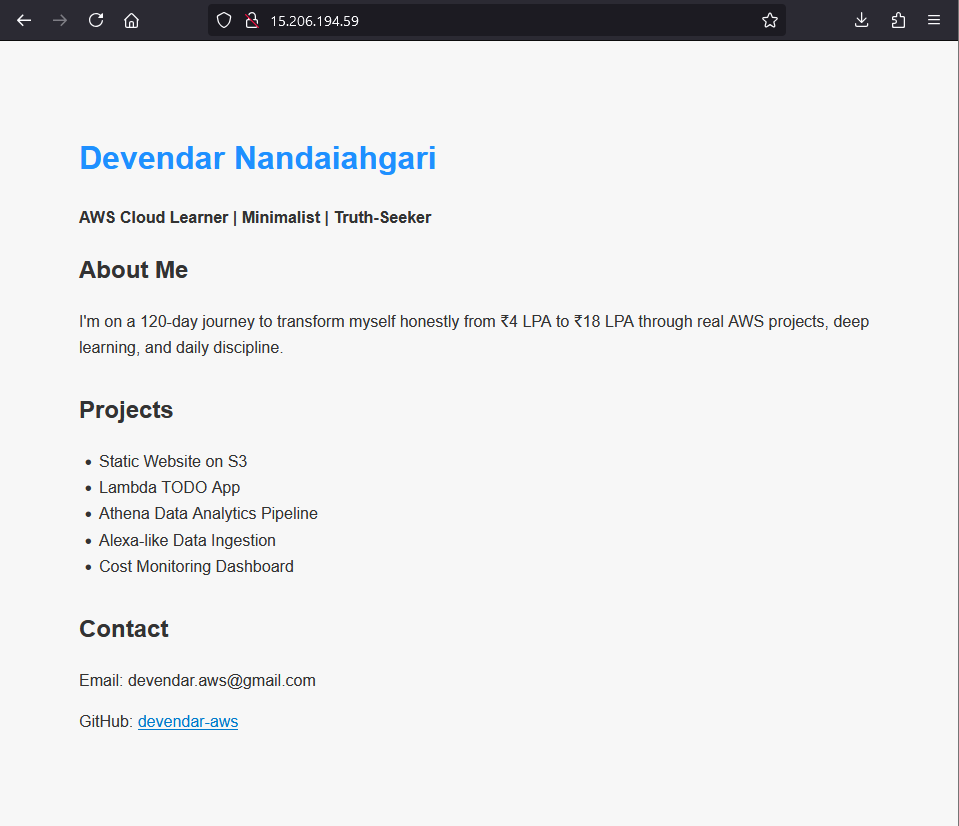 15.206.194.59
Devendar Nandaiahgari
AWS Cloud Learner | Minimalist | Truth-Seeker
About Me
I'm on a 120-day journey to transform myself honestly from ₹4 LPA to ₹18 LPA through real AWS projects, deep
learning, and daily discipline.
Projects
• Static Website on S3
• Lambda TODO App
• Athena Data Analytics Pipeline
• Alexa-like Data Ingestion
• Cost Monitoring Dashboard
Contact
Email: devendar.aws@gmail.com
GitHub: devendar-aws